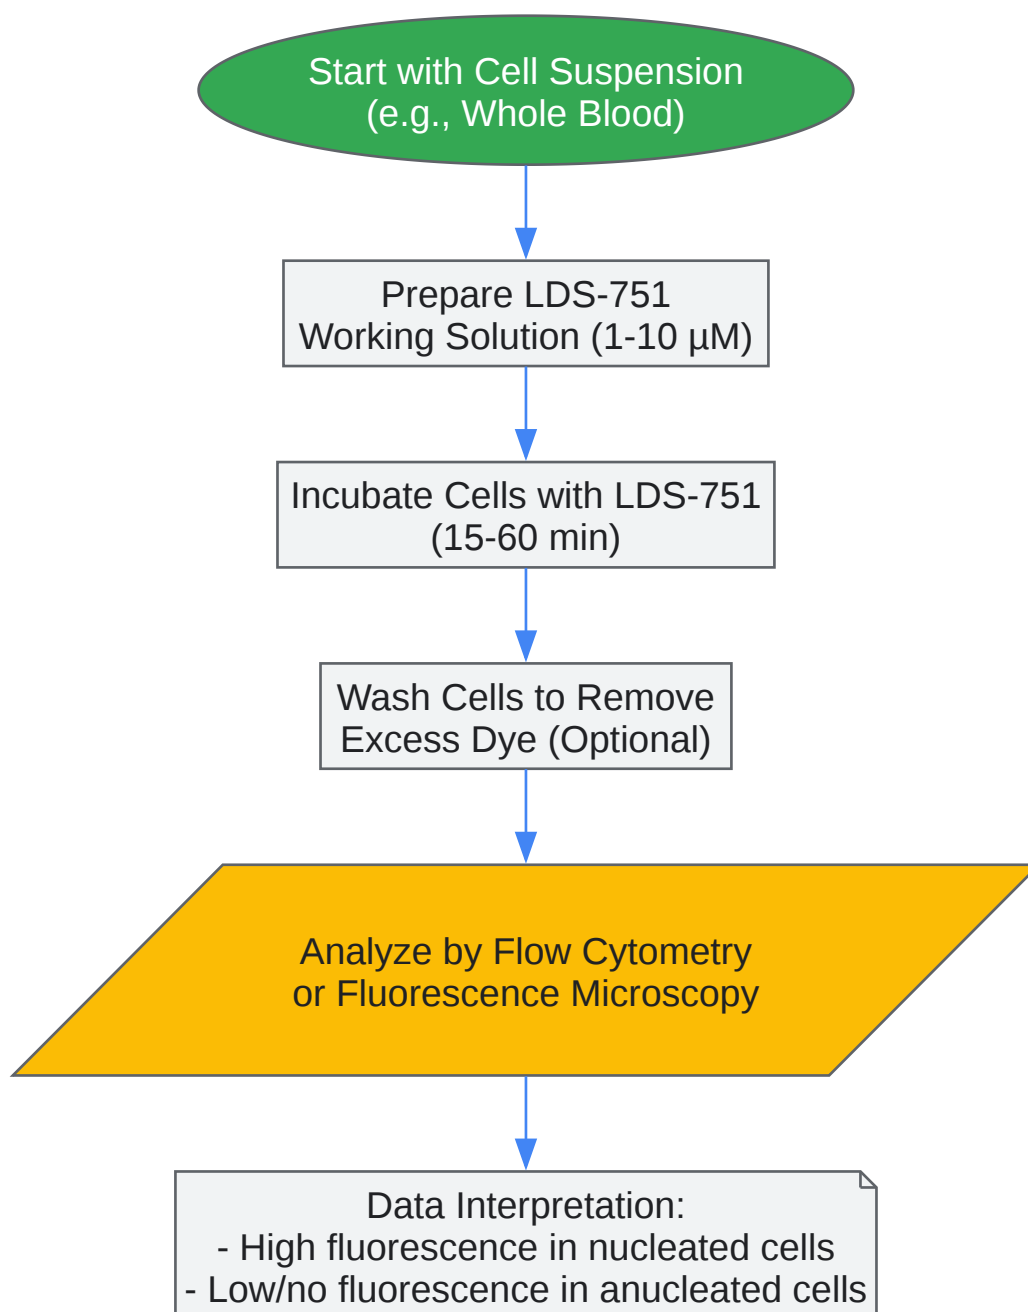 Start with Cell Suspension
(e.g., Whole Blood)
Prepare LDS-751
Working Solution (1-10 µM)
Incubate Cells with LDS-751
(15-60 min)
Wash Cells to Remove
Excess Dye (Optional)
Analyze by Flow Cytometry
or Fluorescence Microscopy
Data Interpretation:
- High fluorescence in nucleated cells
- Low/no fluorescence in anucleated cells